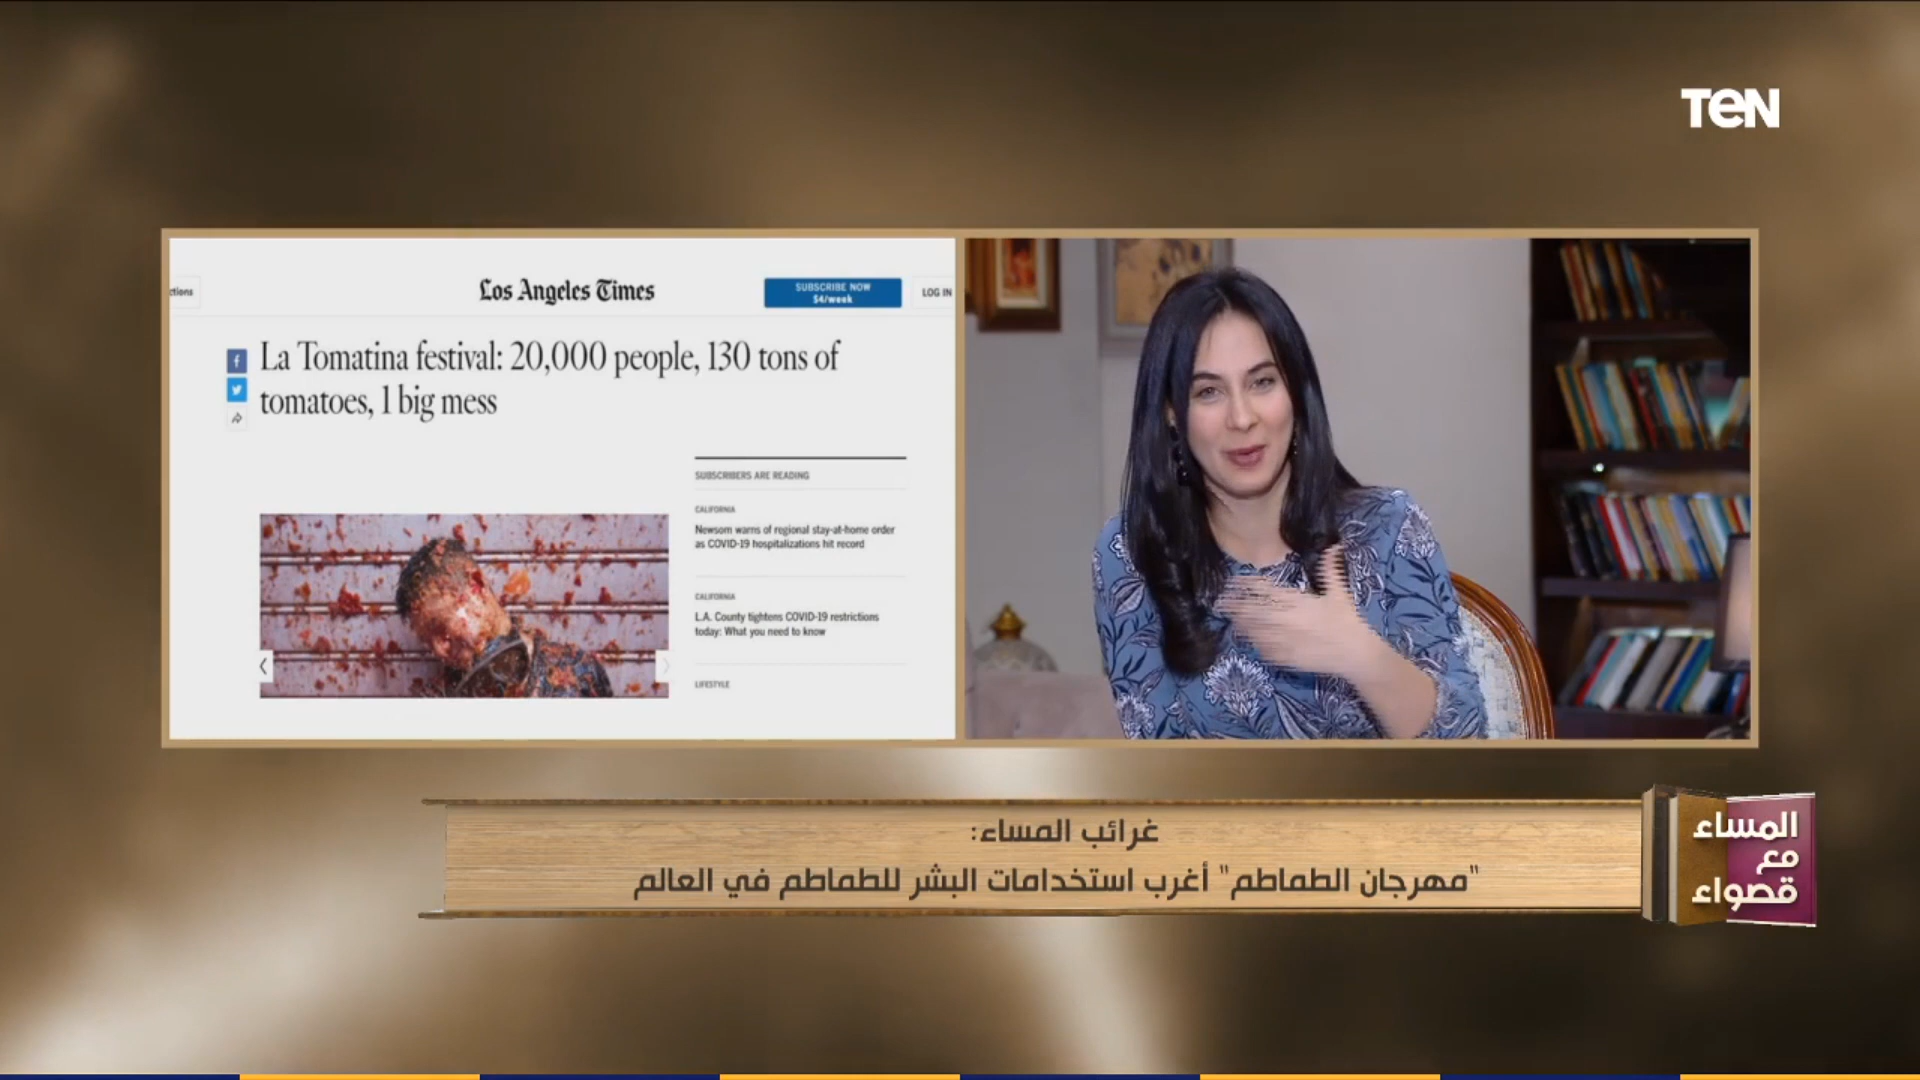 TEN
ctions
Los Angeles Times
SUBSCRIBE NOW
$4/week
LOG IN
La Tomatina festival: 20,000 people, 130 tons of
tomatoes, 1 big mess
SUBSCRIBERS ARE READING
CALIFORNIA
Newsom warns of regional stay-at-home order
as COVID-19 hospitalizations hit record
CALIFORNIA
L.A. County tightens COVID-19 restrictions
today: What you need to know
LIFESTYLE
غرائب المساء:
"مهرجان الطماطم" أغرب استخدامات البشر للطماطم في العالم
المساء
مع
قصواء